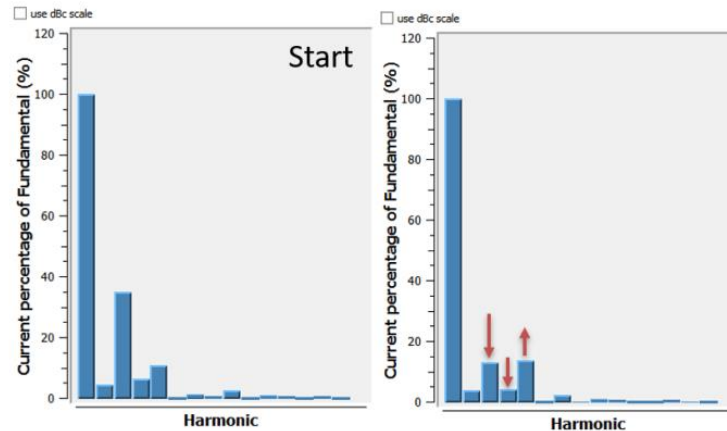 use dBc scale
120
100
80
60
40
20
0
Current percentage of Fundamental (%)
Start
Harmonic
use dBc scale
120
100
80
60
40
20
0
Current percentage of Fundamental (%)
Harmonic